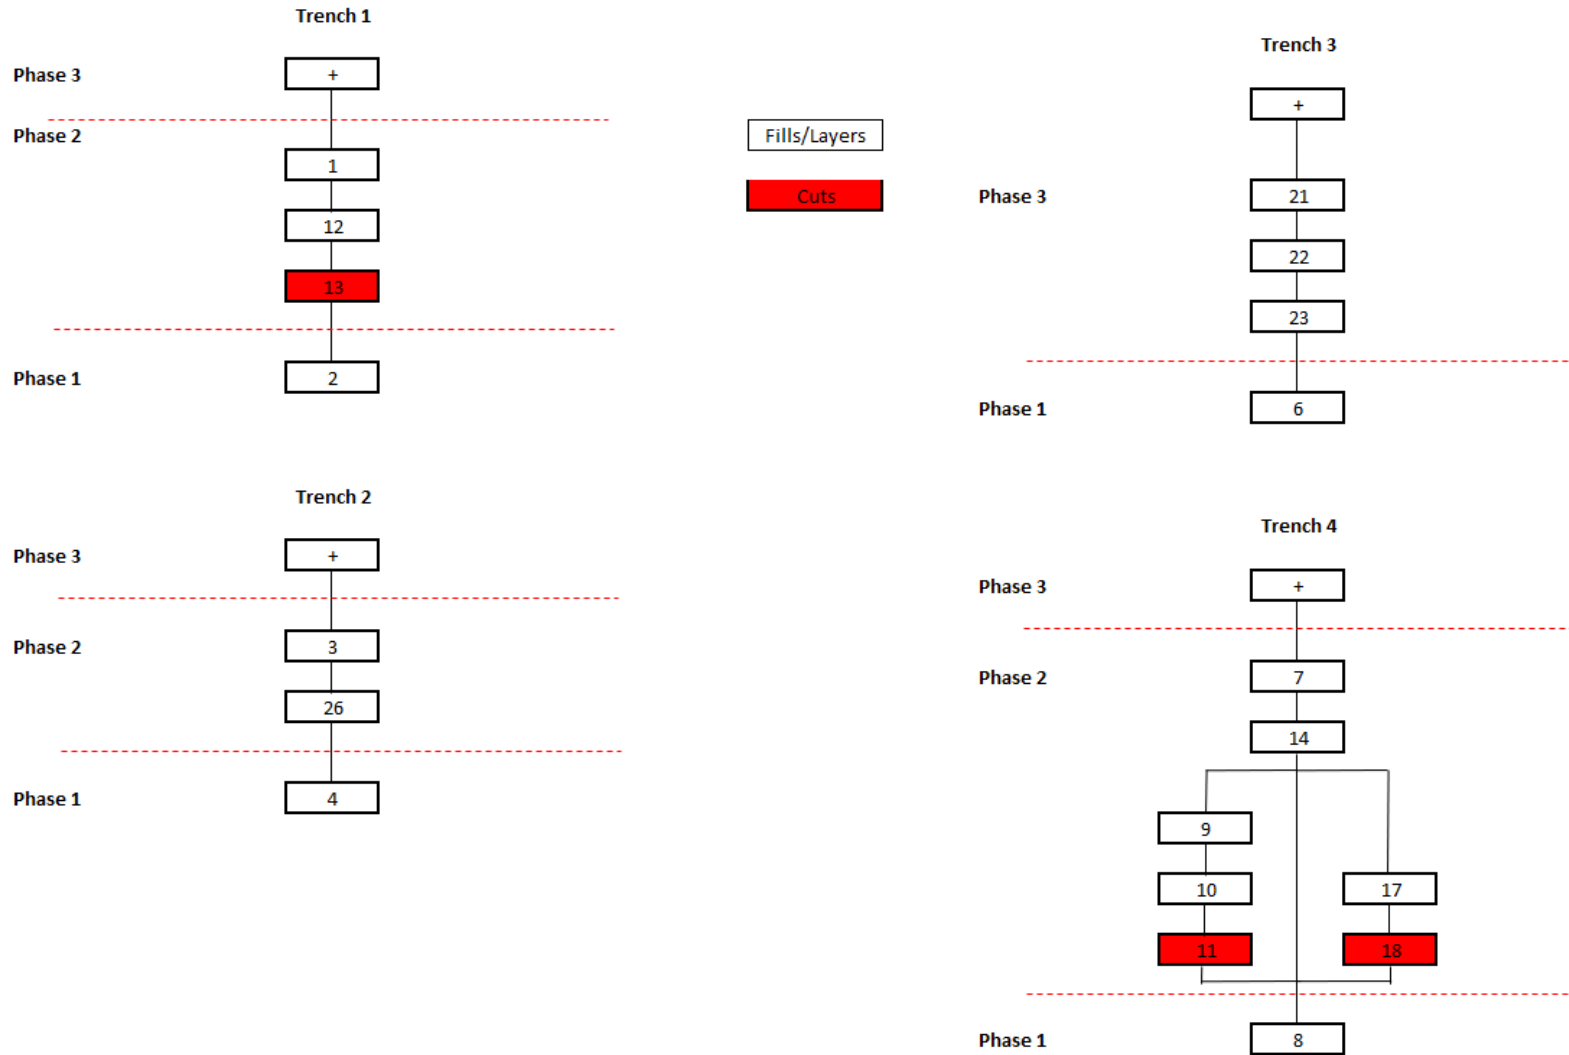 Trench 1
Phase 3
+
Phase 2
1
12
13
Phase 1
2
Trench 2
Phase 3
+
Phase 2
3
26
Phase 1
4
Fills/Layers
Cuts
Trench 3
+
Phase 3
21
22
23
Phase 1
6
Trench 4
Phase 3
+
Phase 2
7
14
9
10
17
11
18
Phase 1
8